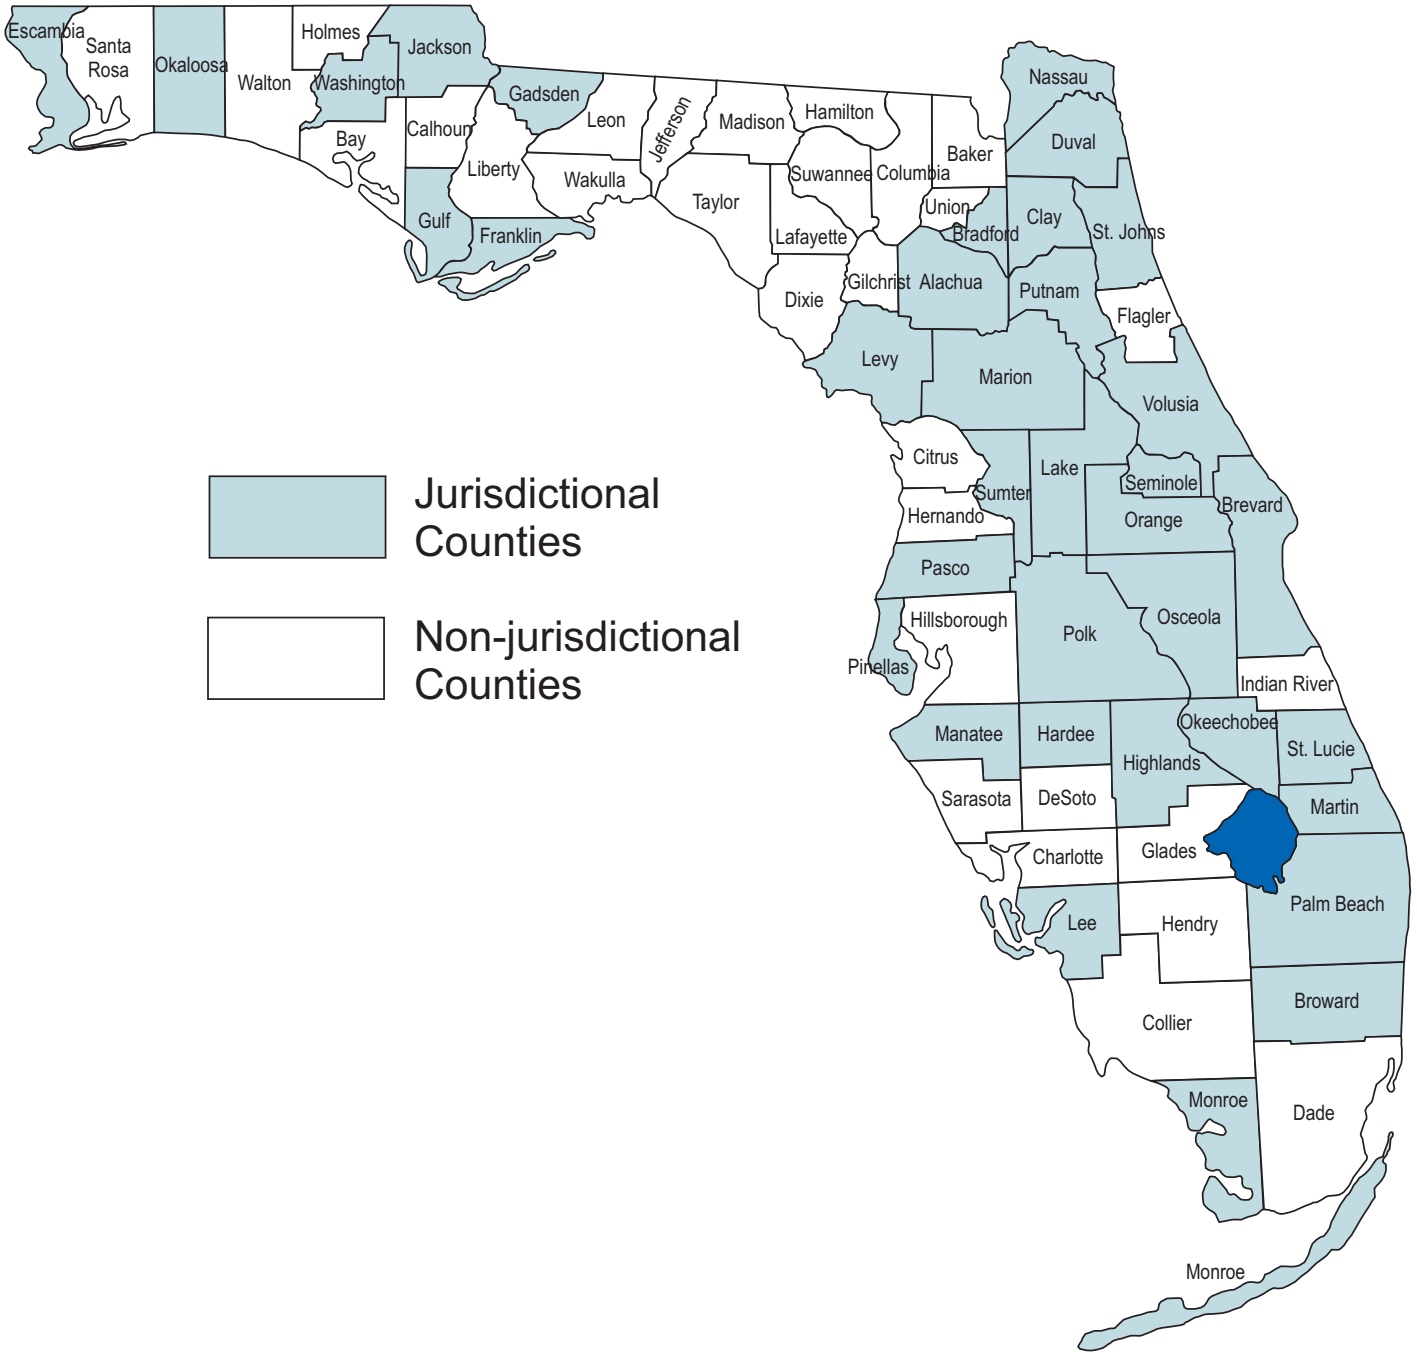 Escambia
Santa
Rosa
Okaloosa
Walton
Holmes
Washington
Jackson
Bay
Calhoun
Gulf
Liberty
Gadsden
Franklin
Leon
Wakulla
Jefferson
Madison
Taylor
Hamilton
Suwannee
Lafayette
Dixie
Columbia
Gilchrist
Baker
Union
Bradford
Alachua
Nassau
Duval
Clay
St. Johns
Putnam
Flagler
Levy
Marion
Volusia
Citrus
Sumter
Lake
Seminole
Orange
Brevard
Hernando
Pasco
Hillsborough
Pinellas
Polk
Osceola
Indian River
Jurisdictional
Counties
Non-jurisdictional
Counties
Manatee
Hardee
Highlands
Okeechobee
St. Lucie
Sarasota
DeSoto
Martin
Charlotte
Glades
Lee
Hendry
Palm Beach
Broward
Collier
Monroe
Dade
Monroe